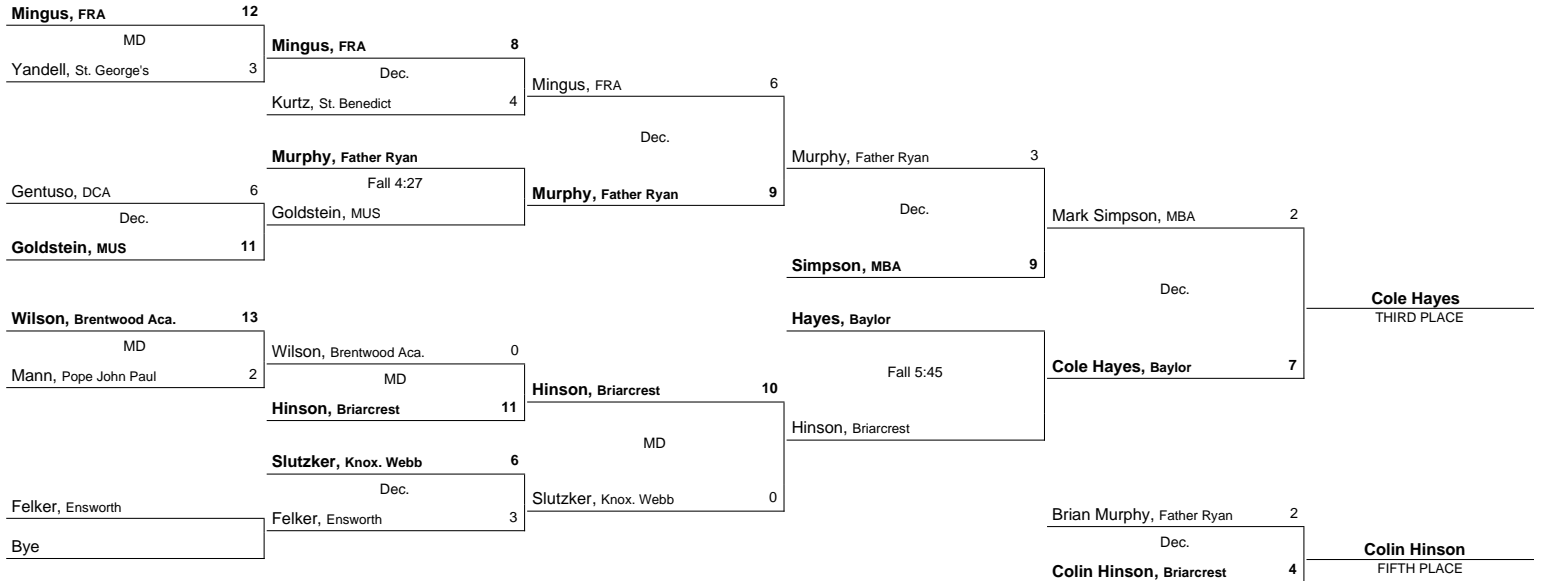 Mingus, FRA 12
MD
Yandell, St. George's 3
Gentuso, DCA 6
Dec.
Goldstein, MUS 11
Wilson, Brentwood Aca. 13
MD
Mann, Pope John Paul 2
Felker, Ensworth
Bye
Mingus, FRA 8
Dec.
Kurtz, St. Benedict 4
Murphy, Father Ryan
Fall 4:27
Goldstein, MUS
Wilson, Brentwood Aca. 0
MD
Hinson, Briarcrest 11
Slutzker, Knox. Webb 6
Dec.
Felker, Ensworth 3
Mingus, FRA 6
Dec.
Murphy, Father Ryan 9
Hinson, Briarcrest 10
MD
Slutzker, Knox. Webb 0
Murphy, Father Ryan 3
Dec.
Simpson, MBA 9
Hayes, Baylor
Fall 5:45
Hinson, Briarcrest
Mark Simpson, MBA 2
Dec.
Cole Hayes, Baylor 7
Cole Hayes
THIRD PLACE
Brian Murphy, Father Ryan 2
Dec.
Colin Hinson, Briarcrest 4
Colin Hinson
FIFTH PLACE